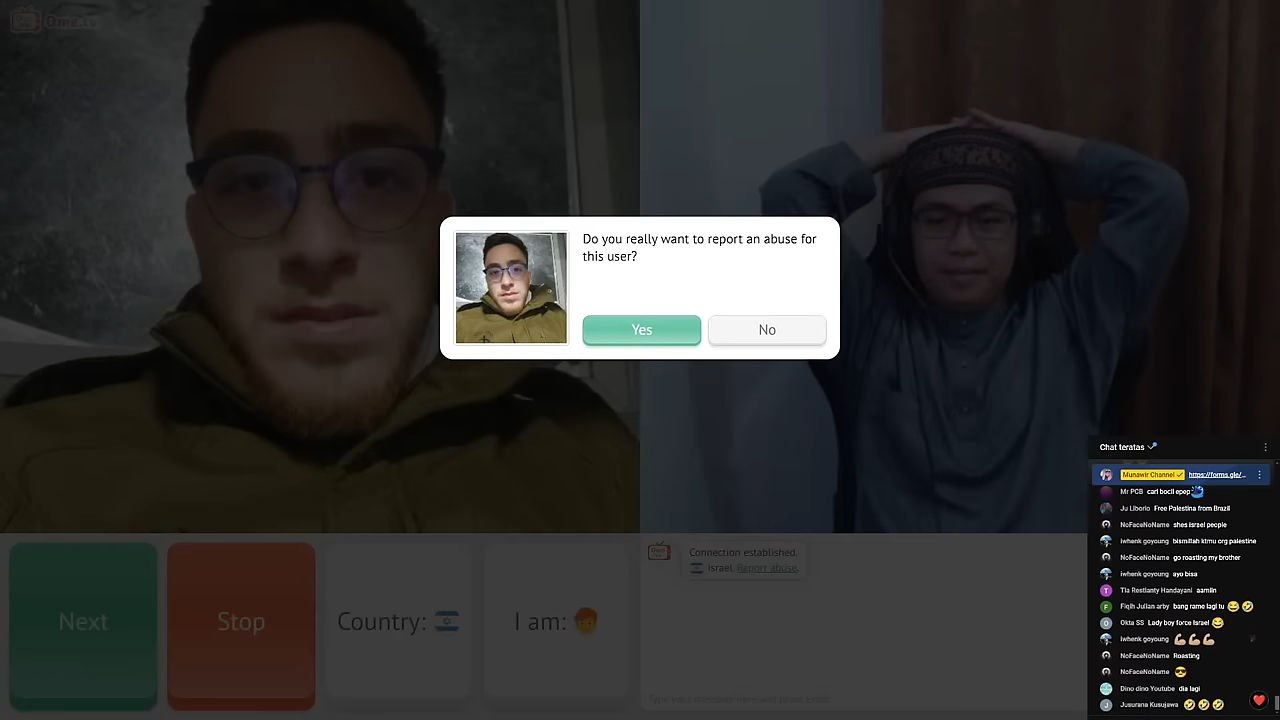 Ome.tv
Do you really want to report an abuse for
this user?
Yes
No
Next
Stop
Country:
I am:
Connection established.
Israel. Report abuse.
Chat teratas
Munawir Channel https://forms.gle/...
Mr PCB cari bocil epep
Ju Liborio Free Palestina from Brazil
NoFaceNoName shes israel people
iwhenk goyoung bismillah ktmu org palestine
NoFaceNoName go roasting my brother
iwhenk goyoung ayo bisa
Tia Restianty Handayani aamiin
Fiqih Julian arby bang rame lagi tu 😂 🤣
Okta SS Lady boy force Israel 😂
iwhenk goyoung 💪🏼💪🏼💪🏼
NoFaceNoName Roasting
NoFaceNoName 😎
Dino dino Youtube dia lagi
Jusurana Kusujawa 🤣 🤣 🤣